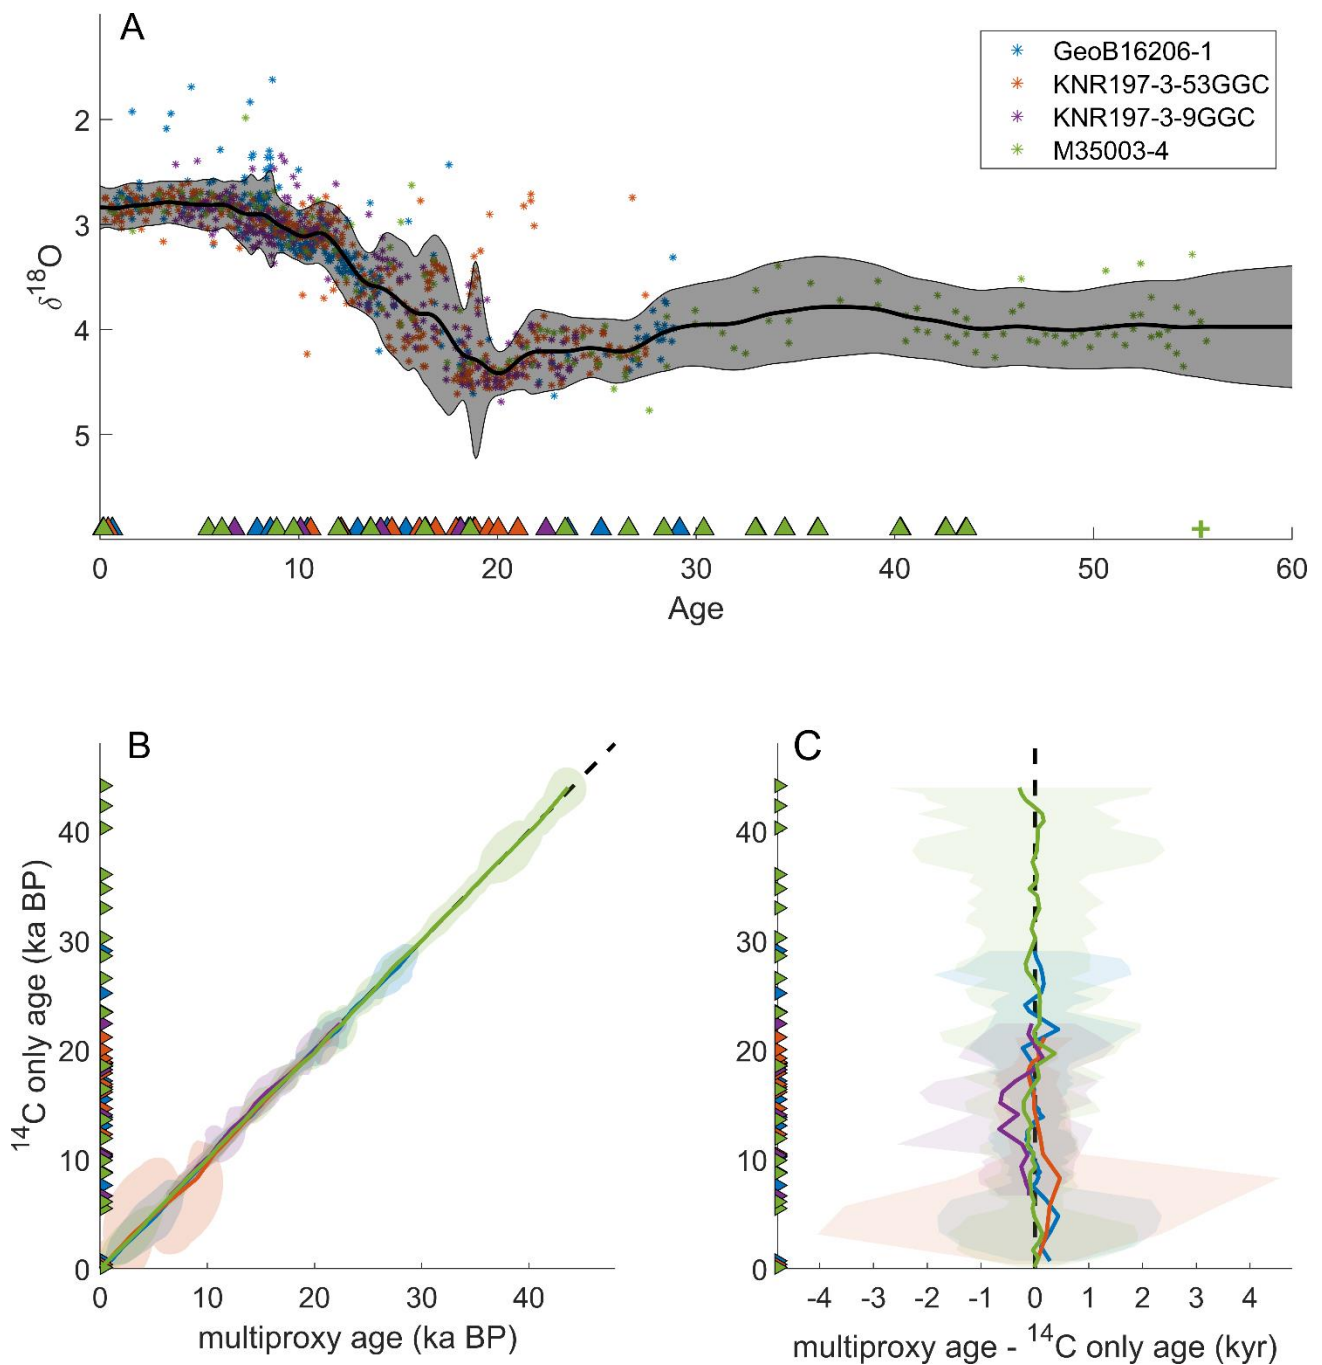 A
GeoB16206-1
KNR197-3-53GGC
KNR197-3-9GGC
M35003-4
2
3
4
5
δ18O
0 10 20 30 40 50 60
Age
B
40
30
20
10
0
14C only age (ka BP)
0 10 20 30 40
multiproxy age (ka BP)
C
40
30
20
10
0
-4 -3 -2 -1 0 1 2 3 4
multiproxy age - 14C only age (kyr)